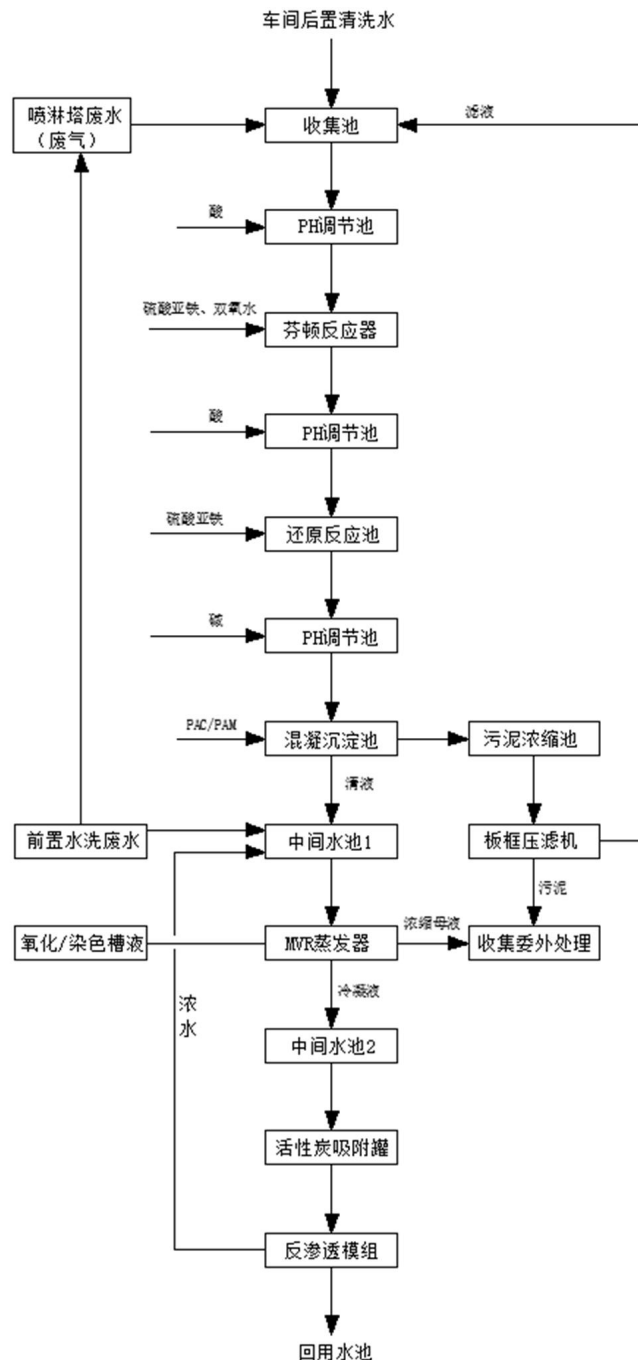 车间后置清洗水
喷淋塔废水
（废气）
收集池
滤液
酸
PH调节池
硫酸亚铁、双氧水
芬顿反应器
酸
PH调节池
硫酸亚铁
还原反应池
碱
PH调节池
PAC/PAM
混凝沉淀池
污泥浓缩池
清液
前置水洗废水
中间水池1
板框压滤机
污泥
氧化/染色槽液
MVR蒸发器
浓缩母液
收集委外处理
冷凝液
浓水
中间水池2
活性炭吸附罐
反渗透模组
回用水池